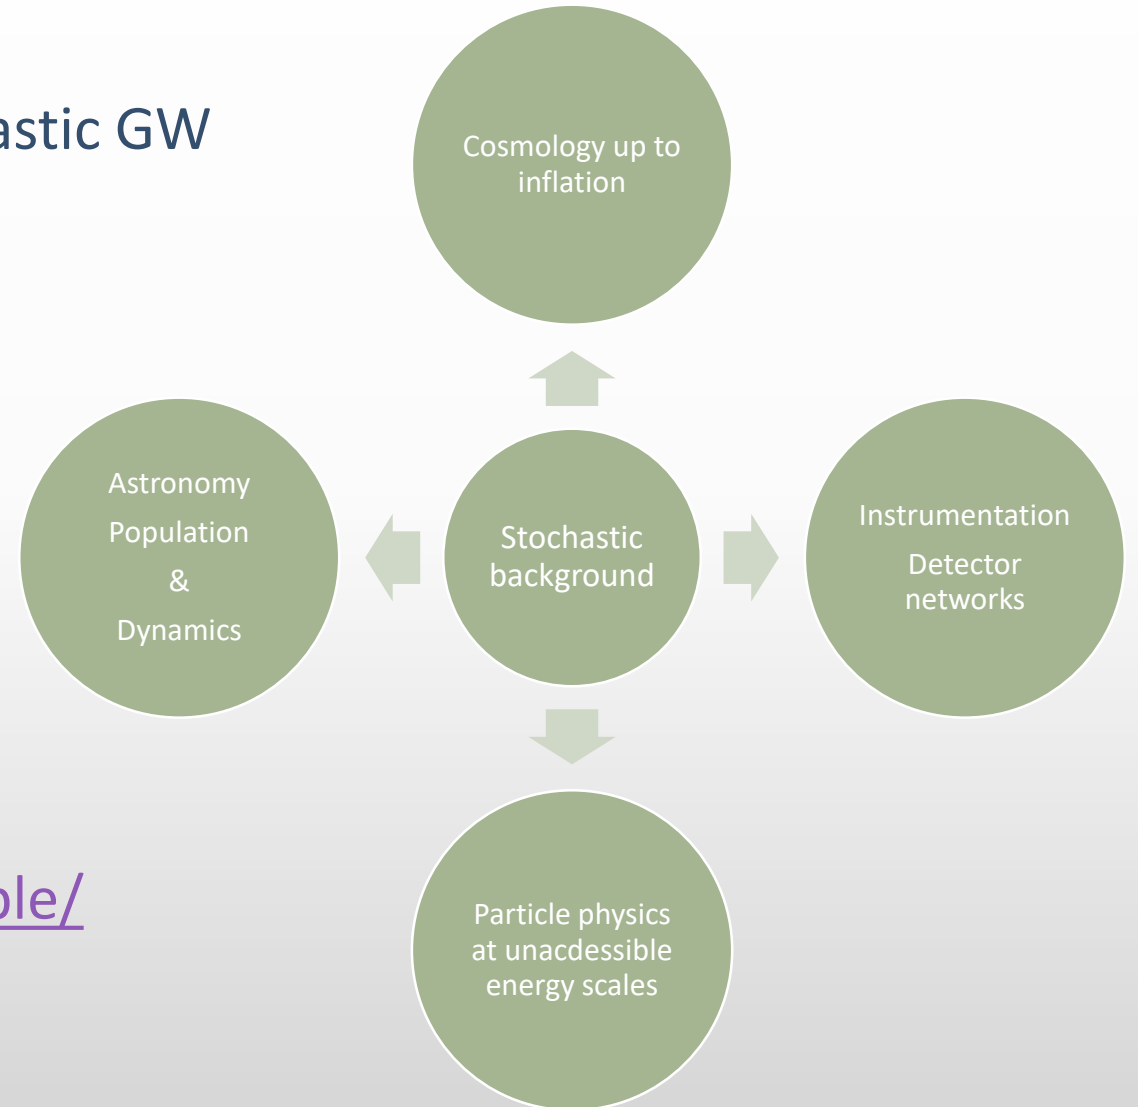 astic GW
Cosmology up to
inflation
Astronomy
Population
&
Dynamics
Stochastic
background
Instrumentation
Detector
networks
ple/
Particle physics
at unacdessible
energy scales